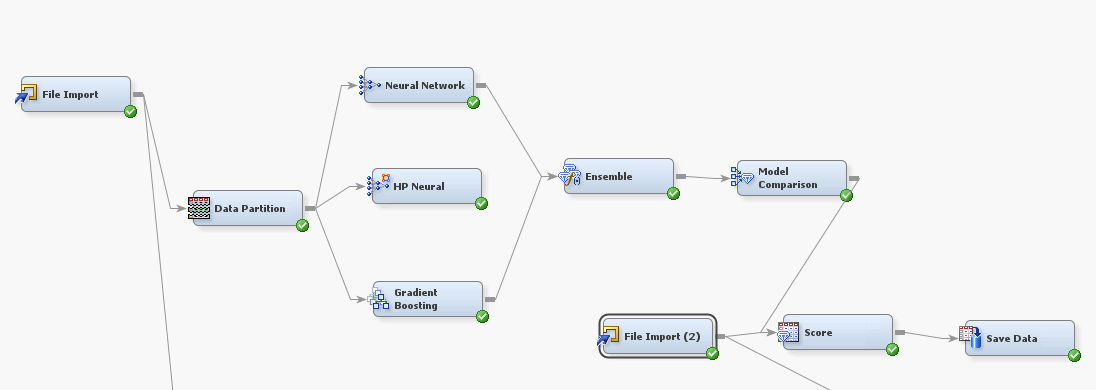 File Import
Data Partition
Neural Network
HP Neural
Gradient
Boosting
Ensemble
Model
Comparison
File Import (2)
Score
Save Data